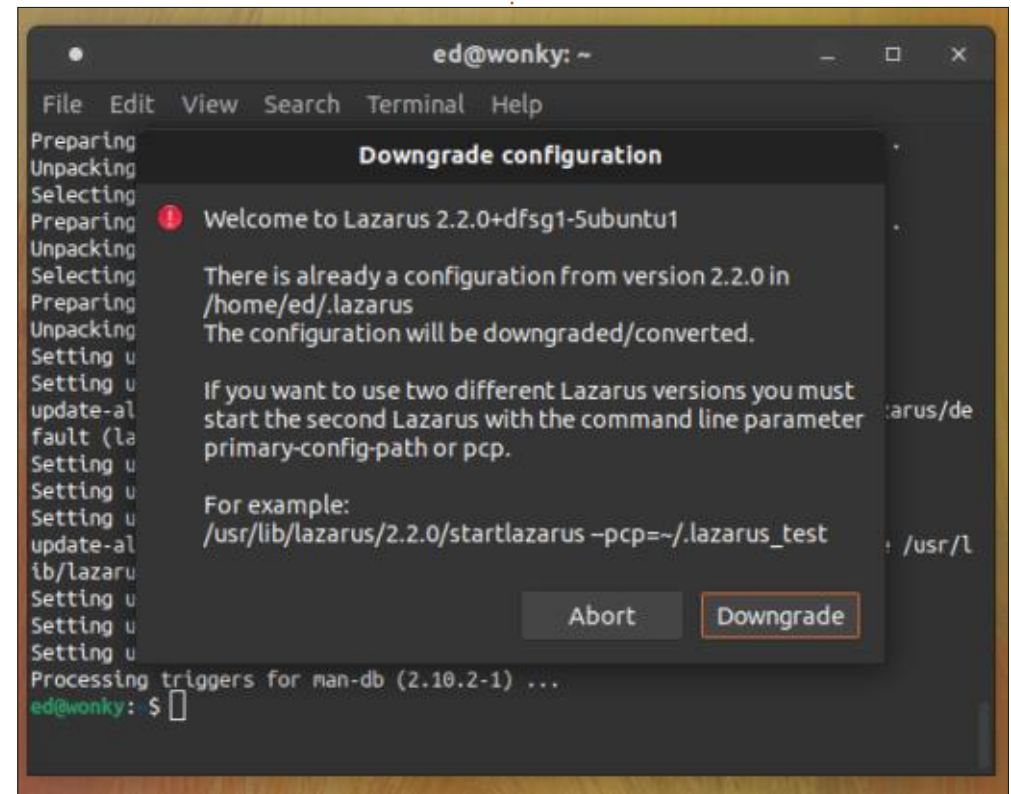 ed@wonky: ~
File Edit View Search Terminal Help
Downgrade configuration
Welcome to Lazarus 2.2.0+dfsg1-5ubuntu1
There is already a configuration from version 2.2.0 in
/home/ed/.lazarus
The configuration will be downgraded/converted.
If you want to use two different Lazarus versions you must
start the second Lazarus with the command line parameter
primary-config-path or pcp.
For example:
/usr/lib/lazarus/2.2.0/startlazarus --pcp=~/.lazarus_test
Abort Downgrade
Preparing .
Unpacking
Selecting
Preparing .
Unpacking
Selecting
Preparing
Unpacking
Setting u
Setting u
update-al arus/de
fault (la
Setting u
Setting u
Setting u
update-al /usr/l
ib/lazaru
Setting u
Setting u
Setting u
Processing triggers for man-db (2.10.2-1) ...
ed@wonky: $